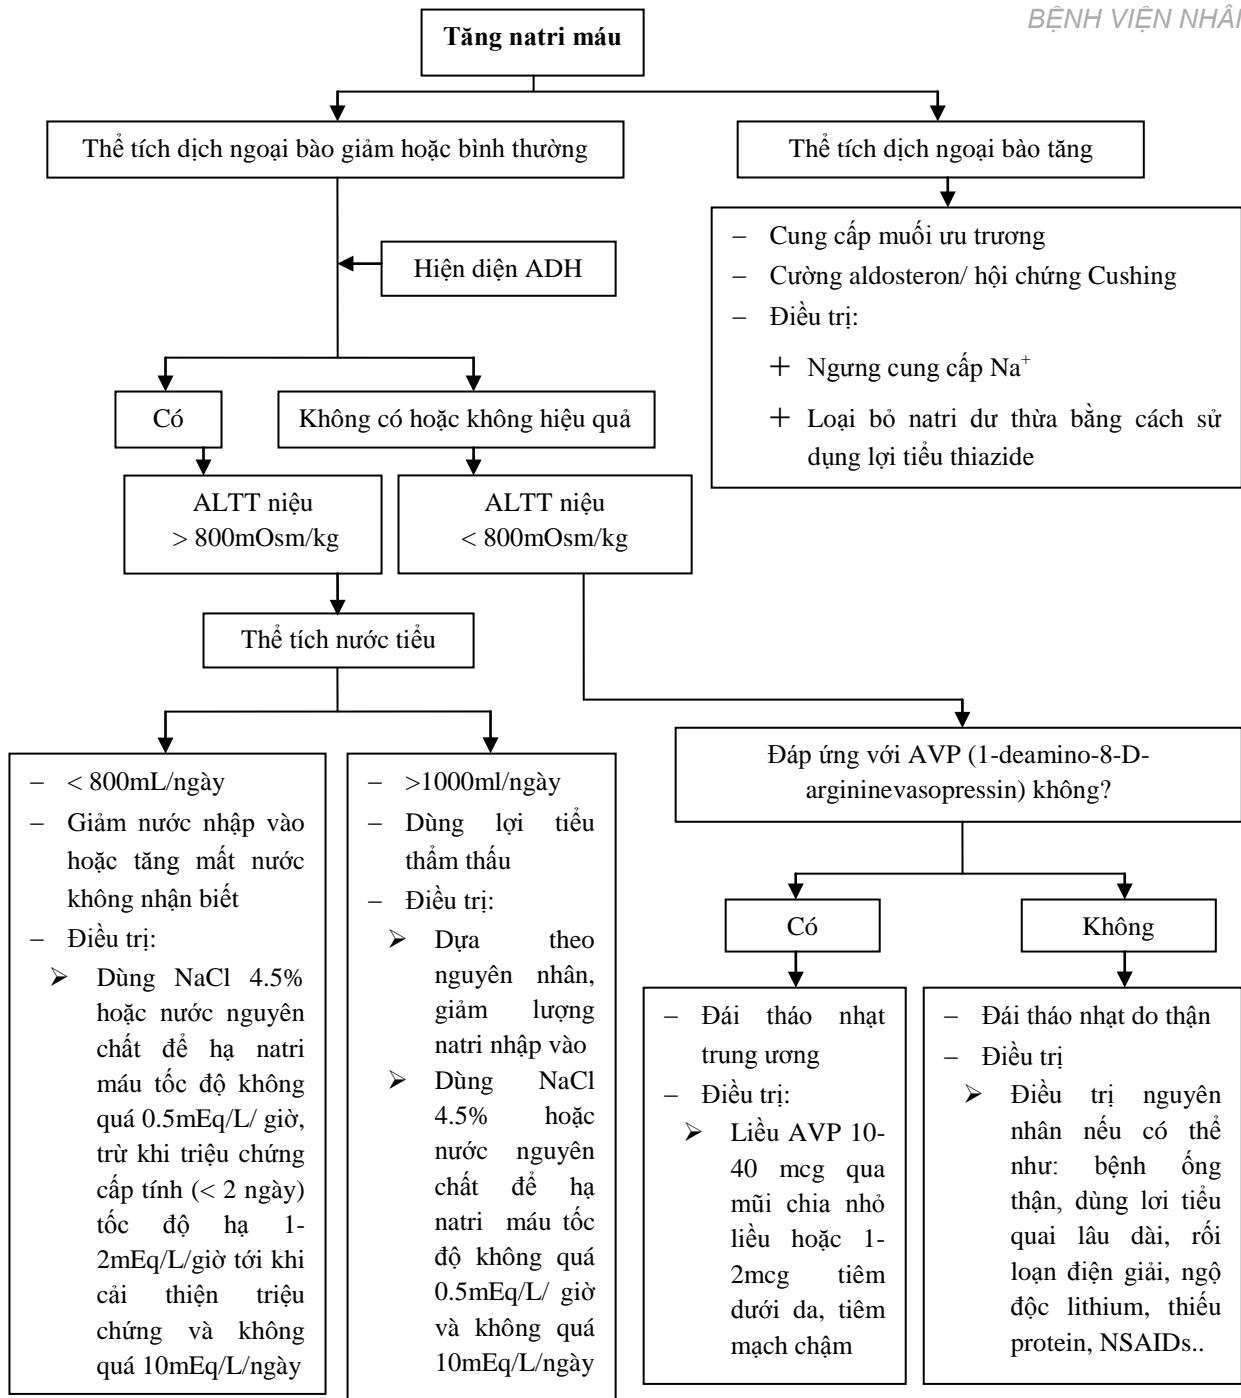 BỆNH VIỆN NHÂN
Tăng natri máu
Thể tích dịch ngoại bào giảm hoặc bình thường
Thể tích dịch ngoại bào tăng
– Cung cấp muối ưu trương
– Cường aldosteron/ hội chứng Cushing
– Điều trị:
+ Ngưng cung cấp Na⁺
+ Loại bỏ natri dư thừa bằng cách sử
dụng lợi tiểu thiazide
Hiện diện ADH
Có
Không có hoặc không hiệu quả
ALTT niệu
> 800mOsm/kg
ALTT niệu
< 800mOsm/kg
Thể tích nước tiểu
– < 800mL/ngày
– Giảm nước nhập vào
hoặc tăng mất nước
không nhận biết
– Điều trị:
➢ Dùng NaCl 4.5%
hoặc nước nguyên
chất để hạ natri
máu tốc độ không
quá 0.5mEq/L/ giờ,
trừ khi triệu chứng
cấp tính (< 2 ngày)
tốc độ hạ 1-
2mEq/L/giờ tới khi
cải thiện triệu
chứng và không
quá 10mEq/L/ngày
– >1000ml/ngày
– Dùng lợi tiểu
thẩm thấu
– Điều trị:
➢ Dựa theo
nguyên nhân,
giảm lượng
natri nhập vào
➢ Dùng NaCl
4.5% hoặc
nước nguyên
chất để hạ
natri máu tốc
độ không quá
0.5mEq/L/ giờ
và không quá
10mEq/L/ngày
Đáp ứng với AVP (1-deamino-8-D-
argininevasopressin) không?
Có
Không
– Đái tháo nhạt
trung ương
– Điều trị:
➢ Liều AVP 10-
40 mcg qua
mũi chia nhỏ
liều hoặc 1-
2mcg tiêm
dưới da, tiêm
mạch chậm
– Đái tháo nhạt do thận
– Điều trị
➢ Điều trị nguyên
nhân nếu có thể
như: bệnh ống
thận, dùng lơi tiểu
quai lâu dài, rối
loạn điện giải, ngộ
độc lithium, thiếu
protein, NSAIDs..